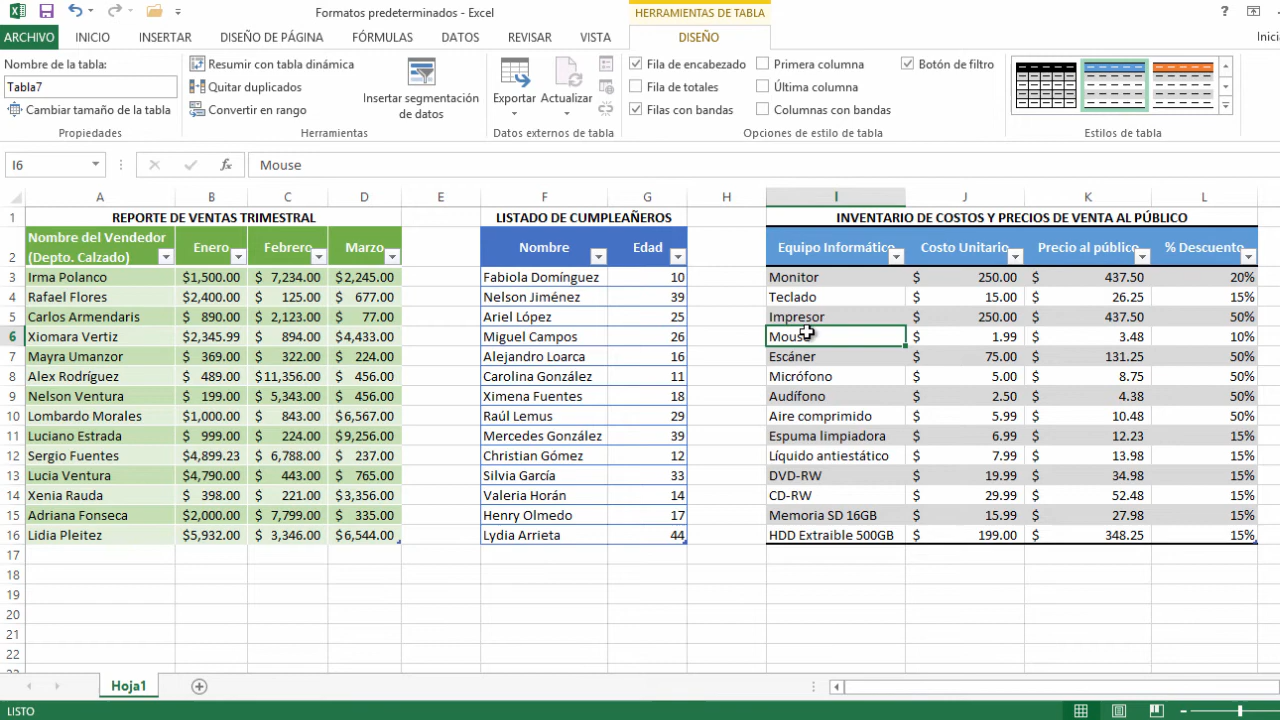 Formatos predeterminados - Excel
HERRAMIENTAS DE TABLA
?
ARCHIVO INICIO INSERTAR DISEÑO DE PÁGINA FÓRMULAS DATOS REVISAR VISTA DISEÑO Inicia
Nombre de la tabla:
Tabla7
Cambiar tamaño de la tabla
Propiedades
Resumir con tabla dinámica
Quitar duplicados
Convertir en rango
Insertar segmentación
de datos
Herramientas
Exportar Actualizar
Datos externos de tabla
Fila de encabezado Primera columna Botón de filtro
Fila de totales Última columna
Filas con bandas Columnas con bandas
Opciones de estilo de tabla
Estilos de tabla
I6 fx Mouse
A B C D E F G H I J K L
1 REPORTE DE VENTAS TRIMESTRAL LISTADO DE CUMPLEAÑEROS INVENTARIO DE COSTOS Y PRECIOS DE VENTA AL PÚBLICO
2 Nombre del Vendedor (Depto. Calzado) Enero Febrero Marzo Nombre Edad Equipo Informático Costo Unitario Precio al público % Descuento
3 Irma Polanco $1,500.00 $ 7,234.00 $2,245.00 Fabiola Domínguez 10 Monitor $ 250.00 $ 437.50 20%
4 Rafael Flores $2,400.00 $ 125.00 $ 677.00 Nelson Jiménez 39 Teclado $ 15.00 $ 26.25 15%
5 Carlos Armendaris $ 890.00 $ 2,123.00 $ 77.00 Ariel López 25 Impresor $ 250.00 $ 437.50 50%
6 Xiomara Vertiz $2,345.99 $ 894.00 $4,433.00 Miguel Campos 26 Mouse $ 1.99 $ 3.48 10%
7 Mayra Umanzor $ 369.00 $ 322.00 $ 224.00 Alejandro Loarca 16 Escáner $ 75.00 $ 131.25 50%
8 Alex Rodríguez $ 489.00 $11,356.00 $ 456.00 Carolina González 11 Micrófono $ 5.00 $ 8.75 50%
9 Nelson Ventura $ 199.00 $ 5,343.00 $ 456.00 Ximena Fuentes 18 Audífono $ 2.50 $ 4.38 50%
10 Lombardo Morales $1,000.00 $ 843.00 $6,567.00 Raúl Lemus 29 Aire comprimido $ 5.99 $ 10.48 50%
11 Luciano Estrada $ 999.00 $ 224.00 $9,256.00 Mercedes González 39 Espuma limpiadora $ 6.99 $ 12.23 15%
12 Sergio Fuentes $4,899.23 $ 6,788.00 $ 237.00 Christian Gómez 12 Líquido antiestático $ 7.99 $ 13.98 15%
13 Lucia Ventura $4,790.00 $ 443.00 $ 765.00 Silvia García 33 DVD-RW $ 19.99 $ 34.98 15%
14 Xenia Rauda $ 398.00 $ 221.00 $3,356.00 Valeria Horán 14 CD-RW $ 29.99 $ 52.48 15%
15 Adriana Fonseca $2,000.00 $ 7,799.00 $ 335.00 Henry Olmedo 17 Memoria SD 16GB $ 15.99 $ 27.98 15%
16 Lidia Pleitez $5,932.00 $ 3,346.00 $6,544.00 Lydia Arrieta 44 HDD Extraible 500GB $ 199.00 $ 348.25 15%
17
18
19
20
21
22
Hoja1
LISTO